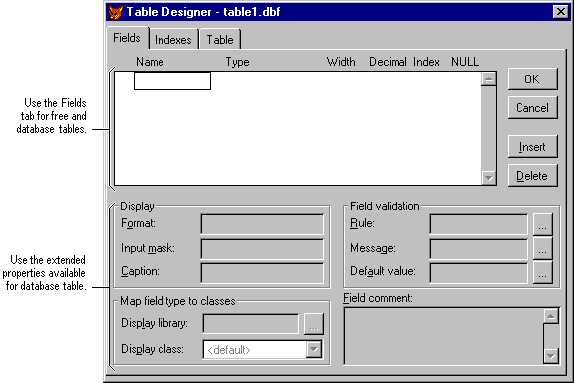 Table Designer - table1.dbf
Fields Indexes Table
Name Type Width Decimal Index NULL
OK
Cancel
Insert
Delete
Use the Fields
tab for free and
database tables.
Display
Format:
Input mask:
Caption:
Field validation
Rule: ...
Message: ...
Default value: ...
Use the extended
properties available
for database table.
Map field type to classes
Display library: ...
Display class: <default>
Field comment: